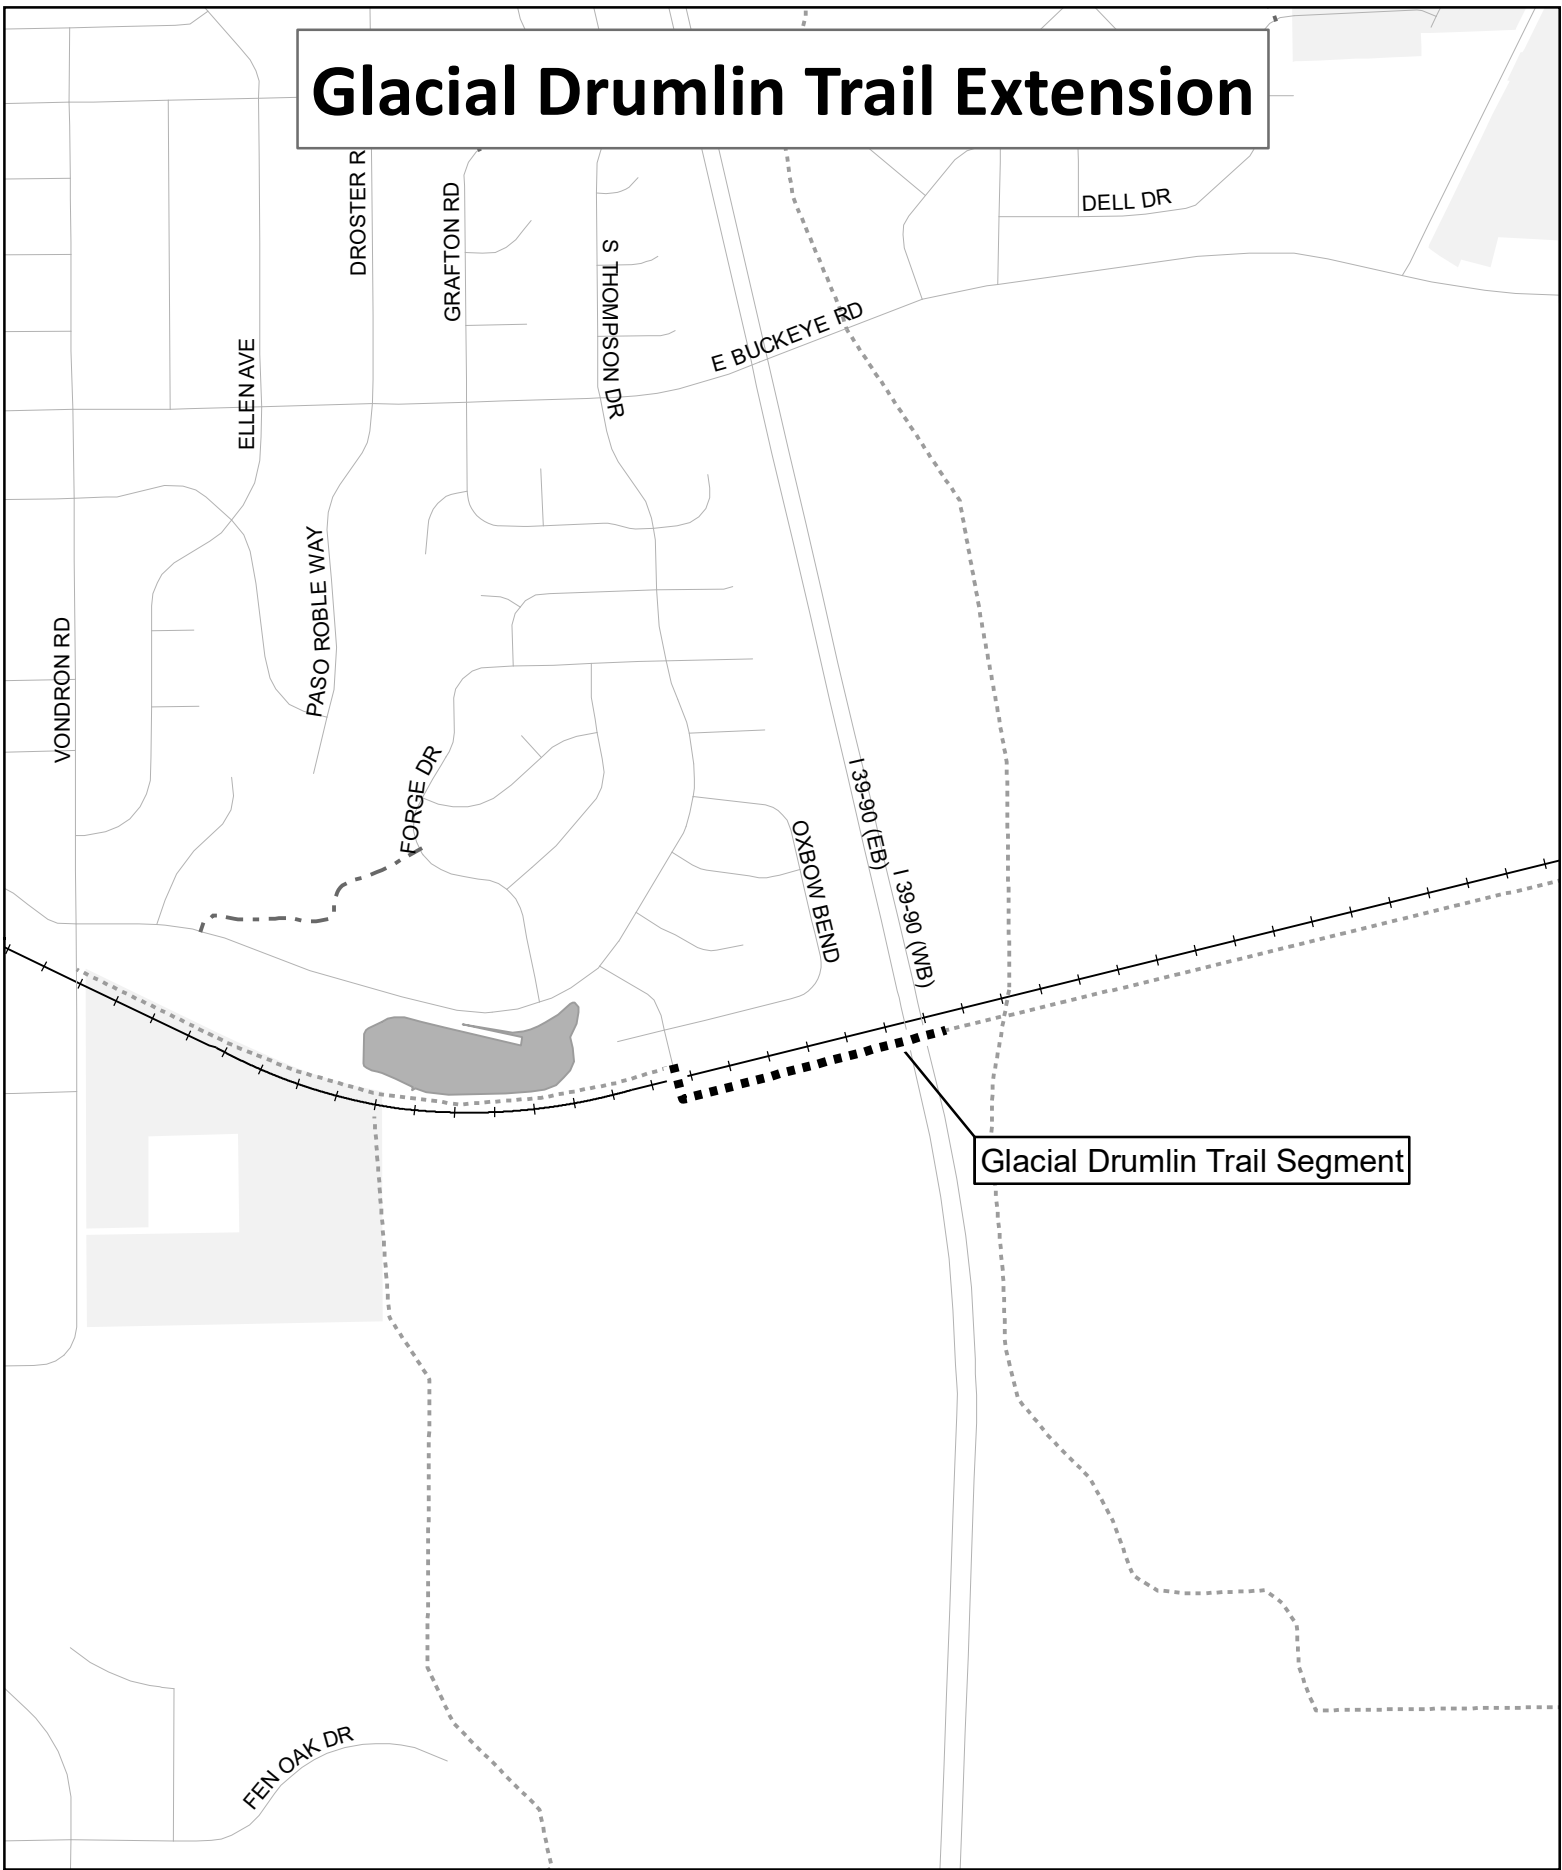 Glacial Drumlin Trail Extension
DROSTER R
GRAFTON RD
S THOMPSON DR
DELL DR
E BUCKEYE RD
ELLEN AVE
PASO ROBLE WAY
VONDRON RD
FORGE DR
OXBOW BEND
I 39-90 (EB)
I 39-90 (WB)
Glacial Drumlin Trail Segment
FEN OAK DR